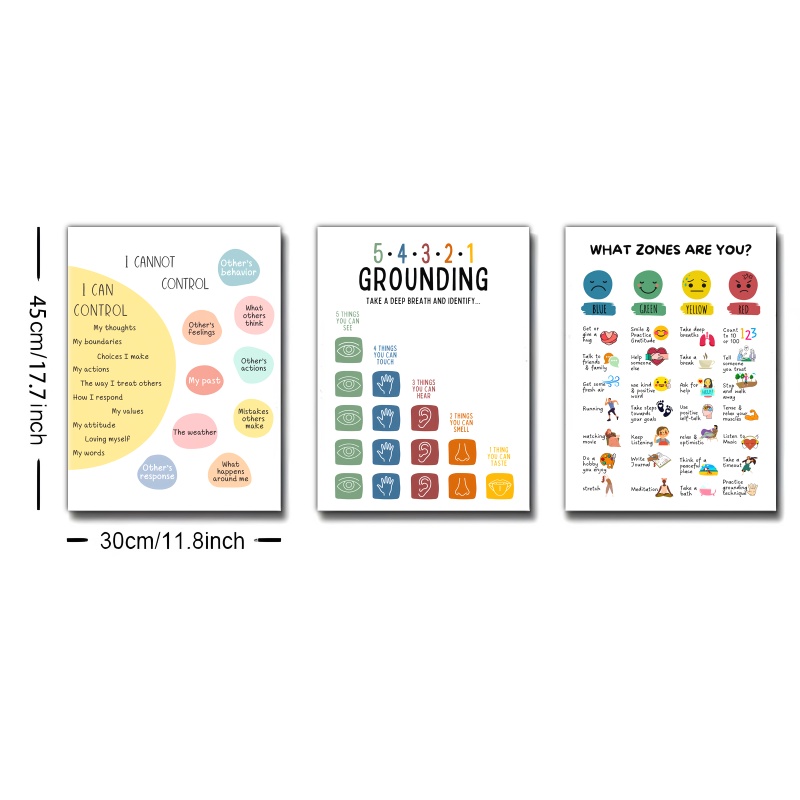 45cm/17.7inch
30cm/11.8inch
I CANNOT
CONTROL
I CAN
CONTROL
My thoughts
My boundaries
Choices I make
My actions
The way I treat others
How I respond
My values
My attitude
Loving myself
My words
Other's
behavior
What
others
think
Other's
feelings
Other's
actions
My past
Mistakes
others
make
The weather
Other's
response
What
happens
around me
5·4·3·2·1
GROUNDING
TAKE A DEEP BREATH AND IDENTIFY...
5 THINGS
YOU CAN
SEE
4 THINGS
YOU CAN
TOUCH
3 THINGS
YOU CAN
HEAR
2 THINGS
YOU CAN
SMELL
1 THING
YOU CAN
TASTE
WHAT ZONES ARE YOU?
BLUE
GREEN
YELLOW
RED
Get or
give a
hug
Talk to
friends
& family
Get some
fresh air
Running
watching
movie
Do a
hobby you
enjoy
stretch
Smile &
Practice
Gratitude
Help
someone
else
use kind
& positive
word
Take steps
towards
your goals
Keep
Listening
Write
Journal
Meditation
Take deep
breaths
Take a
break
Ask for
help
Use
positive
self-talk
relax &
optimistic
Think of a
peaceful
place
Take a
bath
Count
to 10
or 100
123
Tell
someone
you trust
Stop and
walk
away
Tense &
relax
muscles
Listen to
Music
Take a
timeout
Practice
grounding
technique